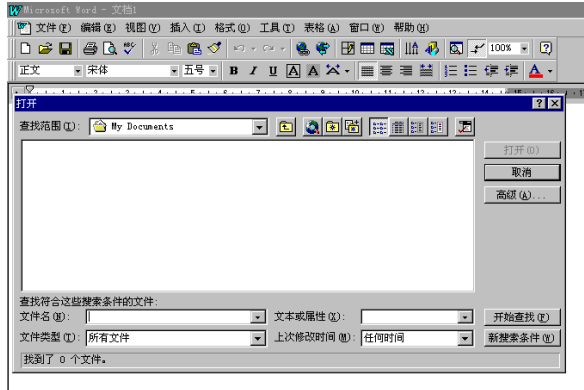 Microsoft Word - 文档1
文件(F) 编辑(E) 视图(V) 插入(I) 格式(O) 工具(T) 表格(A) 窗口(W) 帮助(H)
100%
正文 宋体 五号 B I U A A A
打开
查找范围(I): My Documents
打开(O)
取消
高级(A)...
查找符合这些搜索条件的文件:
文件名(N): 文本或属性(X): 开始查找(F)
文件类型(T): 所有文件 上次修改时间(M): 任何时间 新搜索条件(W)
找到了 0 个文件。